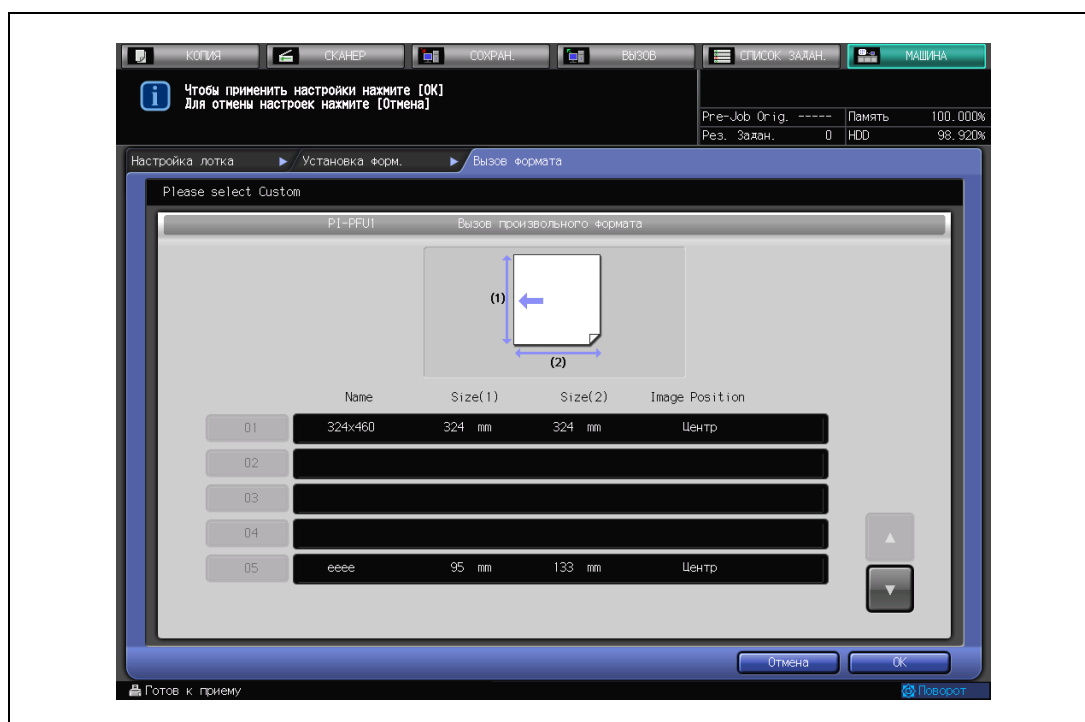 КОПИЯ СКАНЕР СОХРАН. ВЫЗОВ СПИСОК ЗАДАН. МАШИНА
Чтобы применить настройки нажмите [OK]
Для отмены настроек нажмите [Отмена]
Pre-Job Orig. ----- Память 100.000%
Рез. Задан. 0 HDD 98.920%
Настройка лотка Установка форм. Вызов формата
Please select Custom
PI-PFU1 Вызов произвольного формата
(1)
(2)
Name Size(1) Size(2) Image Position
01 324x460 324 mm 324 mm Центр
02
03
04
05 eeee 95 mm 133 mm Центр
Отмена OK
Готов к приему Поворот